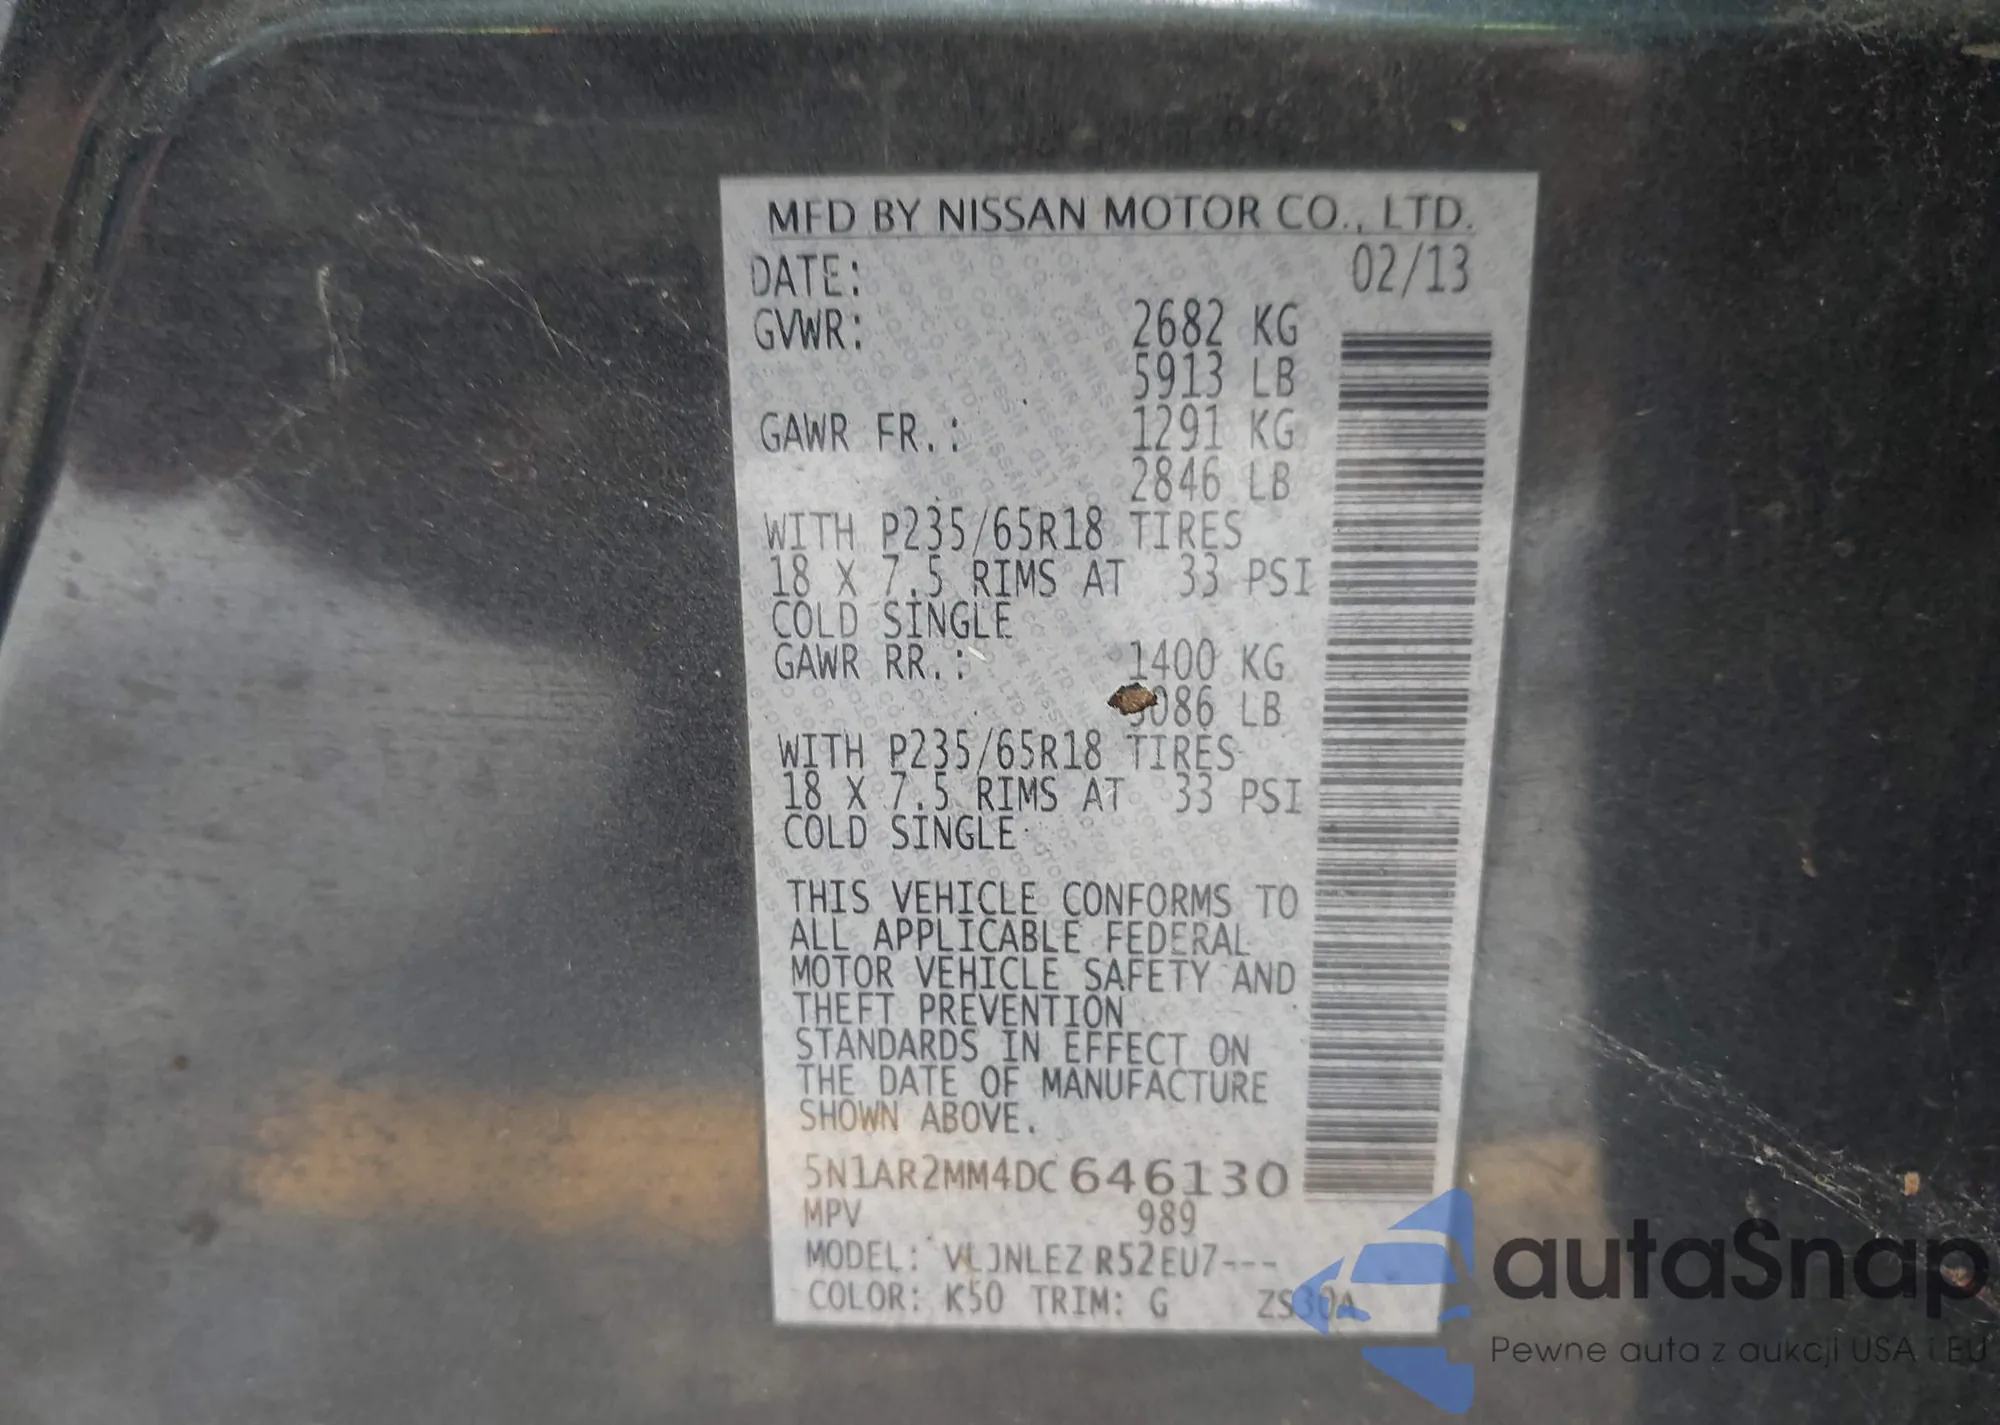 MFD BY NISSAN MOTOR CO., LTD.
DATE: 02/13
GVWR: 2682 KG
5913 LB
GAWR FR.: 1291 KG
2846 LB
WITH P235/65R18 TIRES
18 X 7.5 RIMS AT 33 PSI
COLD SINGLE
GAWR RR.: 1400 KG
3086 LB
WITH P235/65R18 TIRES
18 X 7.5 RIMS AT 33 PSI
COLD SINGLE
THIS VEHICLE CONFORMS TO
ALL APPLICABLE FEDERAL
MOTOR VEHICLE SAFETY AND
THEFT PREVENTION
STANDARDS IN EFFECT ON
THE DATE OF MANUFACTURE
SHOWN ABOVE.
5N1AR2MM4DC646130
MPV 989
MODEL: VLJNLEZ R52EU7---
COLOR: K50 TRIM: G ZS30A
autaSnap
Pewne auta z aukcji USA i EU